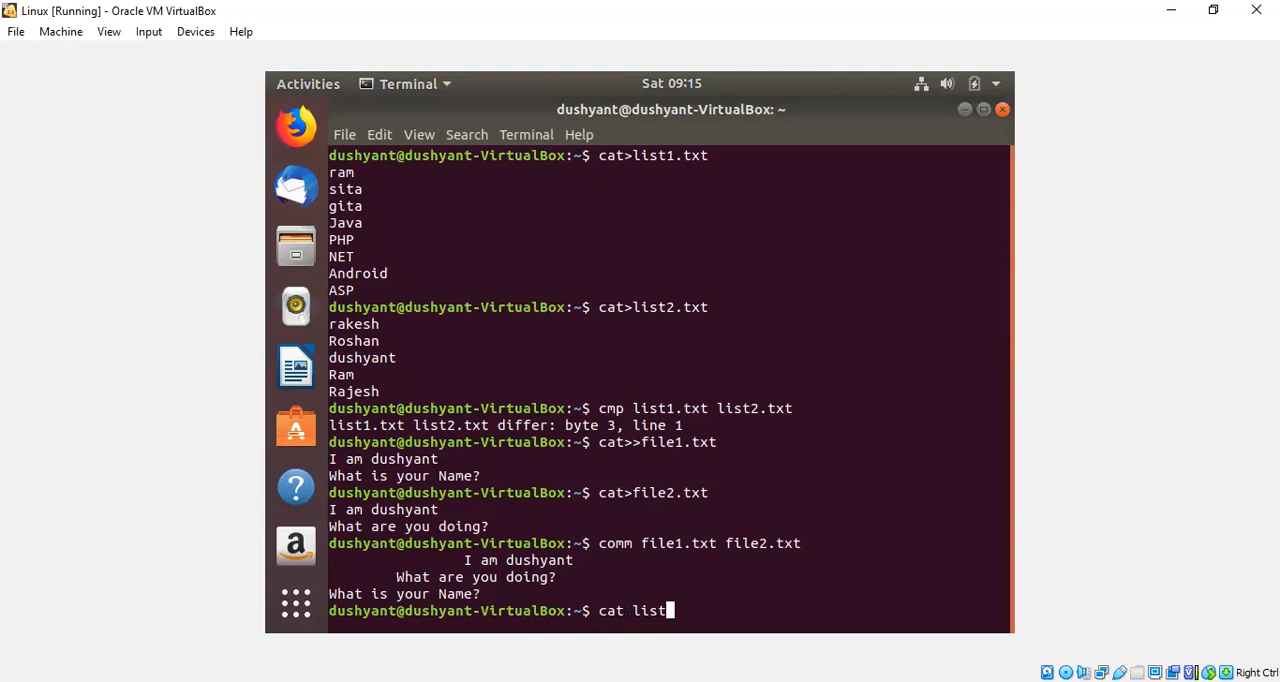 Linux [Running] - Oracle VM VirtualBox
File Machine View Input Devices Help
Activities Terminal Sat 09:15
dushyant@dushyant-VirtualBox: ~
File Edit View Search Terminal Help
dushyant@dushyant-VirtualBox:~$ cat>list1.txt
ram
sita
gita
Java
PHP
NET
Android
ASP
dushyant@dushyant-VirtualBox:~$ cat>list2.txt
rakesh
Roshan
dushyant
Ram
Rajesh
dushyant@dushyant-VirtualBox:~$ cmp list1.txt list2.txt
list1.txt list2.txt differ: byte 3, line 1
dushyant@dushyant-VirtualBox:~$ cat>>file1.txt
I am dushyant
What is your Name?
dushyant@dushyant-VirtualBox:~$ cat>file2.txt
I am dushyant
What are you doing?
dushyant@dushyant-VirtualBox:~$ comm file1.txt file2.txt
I am dushyant
What are you doing?
What is your Name?
dushyant@dushyant-VirtualBox:~$ cat list
Right Ctrl